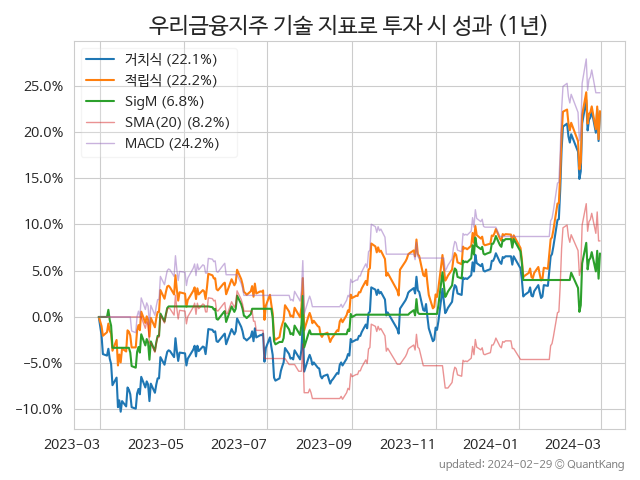 우리금융지주 기술 지표로 투자 시 성과 (1년)
거치식 (22.1%)
적립식 (22.2%)
SigM (6.8%)
SMA(20) (8.2%)
MACD (24.2%)
25.0%
20.0%
15.0%
10.0%
5.0%
0.0%
−5.0%
−10.0%
2023-03 2023-05 2023-07 2023-09 2023-11 2024-01 2024-03
updated: 2024-02-29 © QuantKang